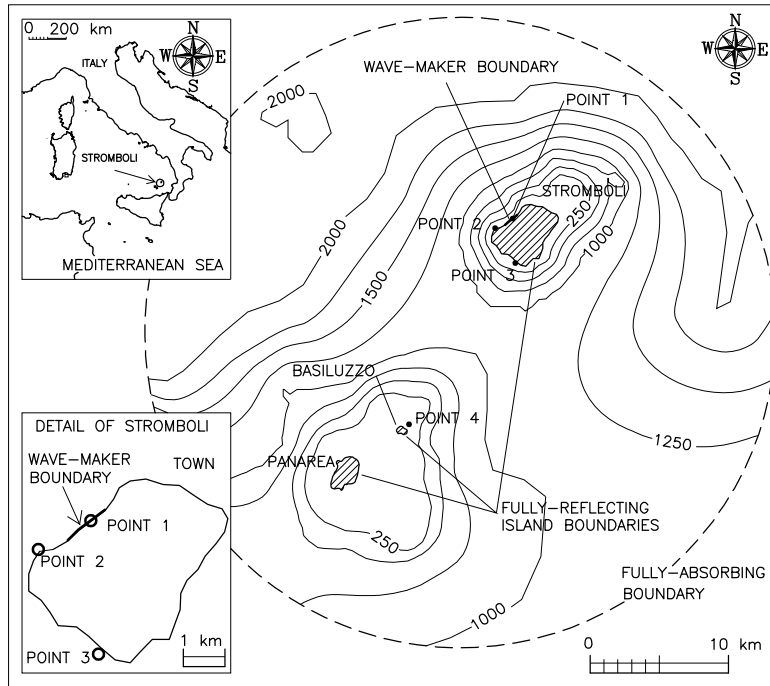 0 200 km
N
W E
S
ITALY
STROMBOLI
MEDITERRANEAN SEA
N
W E
S
2000
WAVE-MAKER BOUNDARY
POINT 1
STROMBOLI
250
POINT 2
1000
POINT 3
2000
1500
BASILUZZO
POINT 4
1250
PANAREA
FULLY-REFLECTING
ISLAND BOUNDARIES
250
FULLY-ABSORBING
BOUNDARY
1000
0 10 km
DETAIL OF STROMBOLI
WAVE-MAKER
BOUNDARY
TOWN
POINT 1
POINT 2
POINT 3
1 km